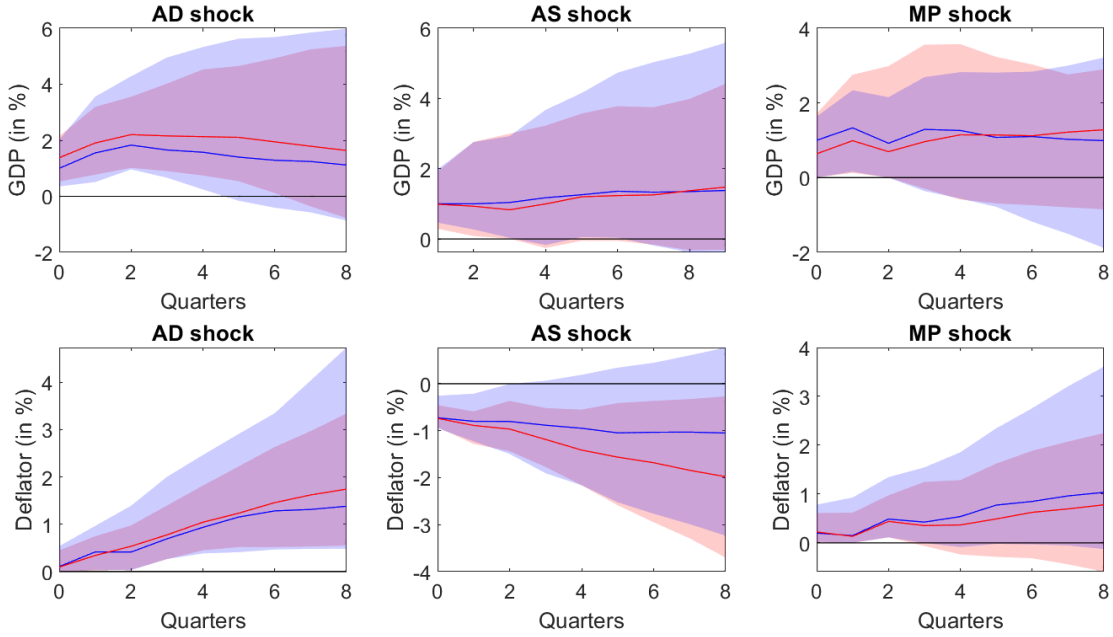 AD shock
6
4
2
0
-2
GDP (in %)
0 2 4 6 8
Quarters
AS shock
6
4
2
0
GDP (in %)
2 4 6 8
Quarters
MP shock
4
2
0
-2
GDP (in %)
0 2 4 6 8
Quarters
AD shock
4
3
2
1
0
Deflator (in %)
0 2 4 6 8
Quarters
AS shock
0
-1
-2
-3
-4
Deflator (in %)
0 2 4 6 8
Quarters
MP shock
4
3
2
1
0
Deflator (in %)
0 2 4 6 8
Quarters